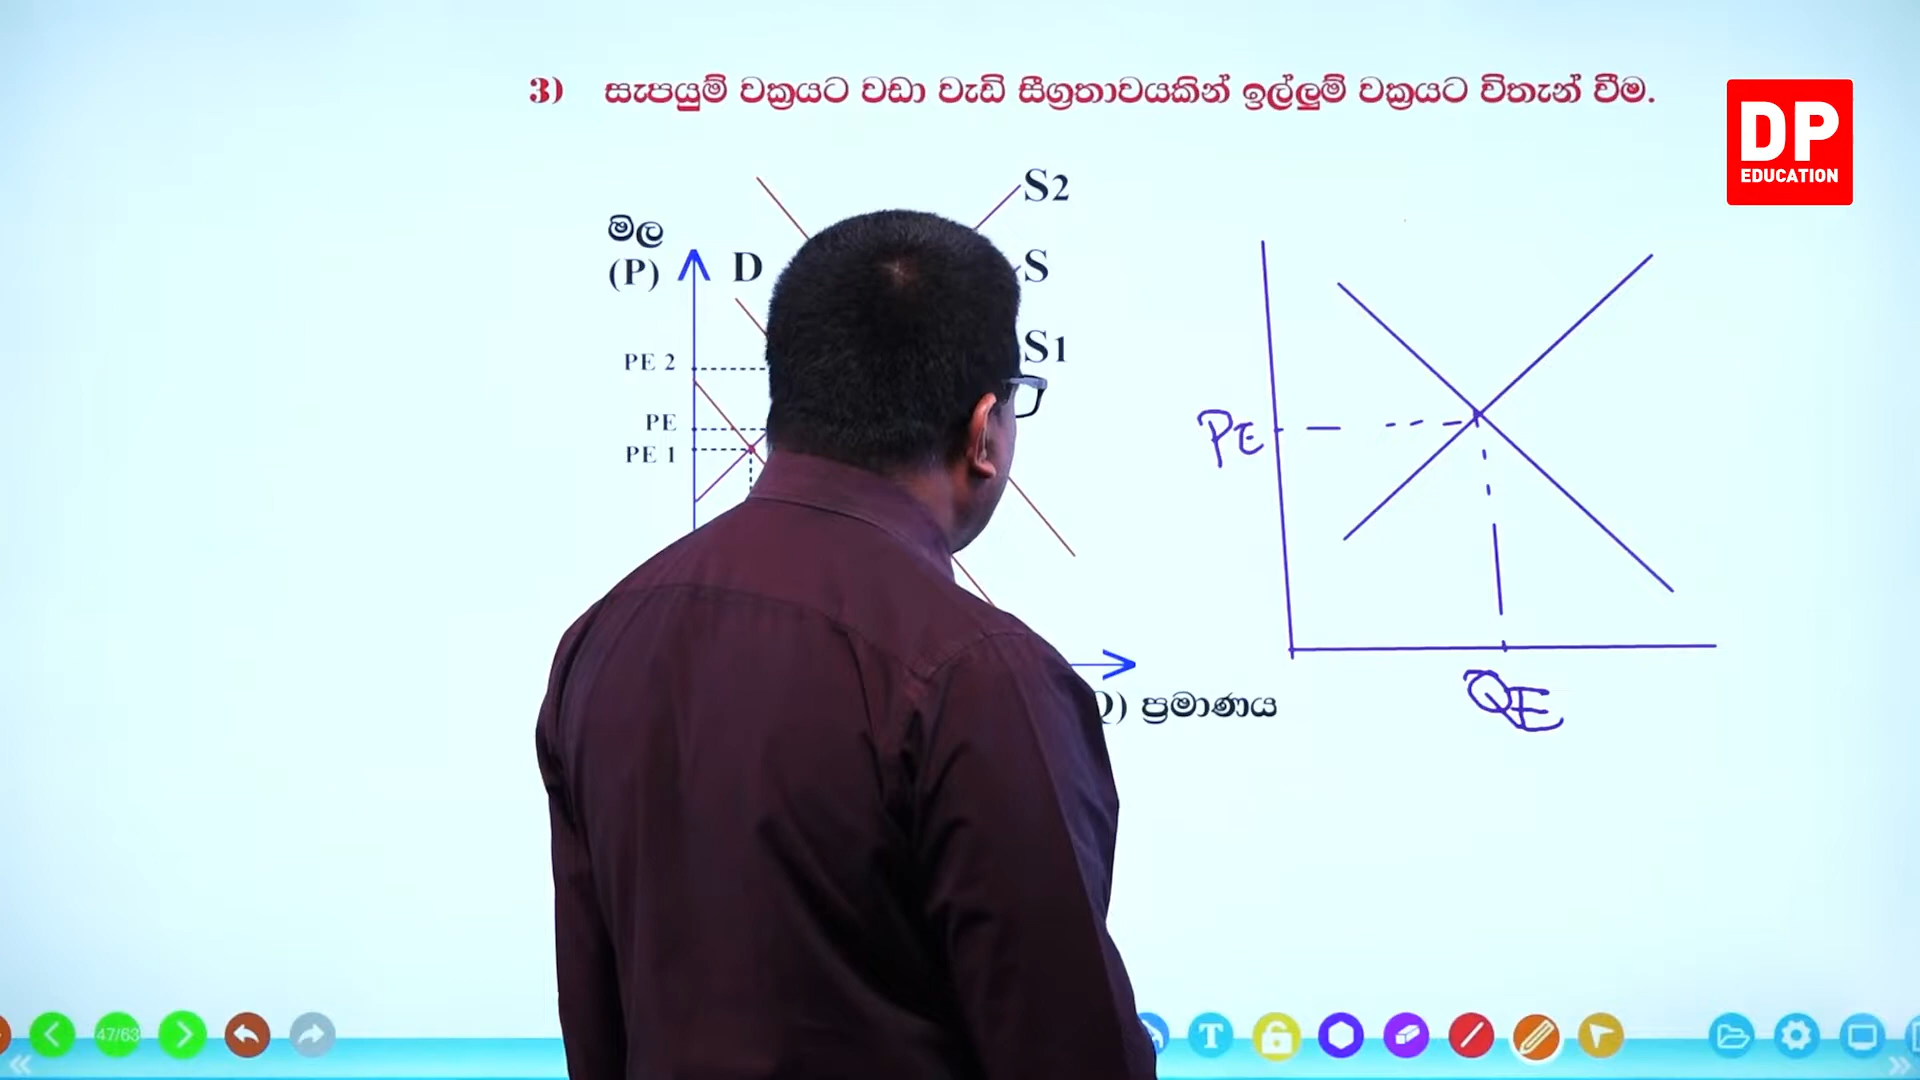 3) සැපයුම් වක්‍රයට වඩා වැඩි සීග්‍රතාවයකින් ඉල්ලුම් වක්‍රයට විතැන් වීම.
DP
EDUCATION
S2
මිල
(P)
D
S
S1
PE 2
PE
PE 1
PE
Q) ප්‍රමාණය
QE
47/63
T